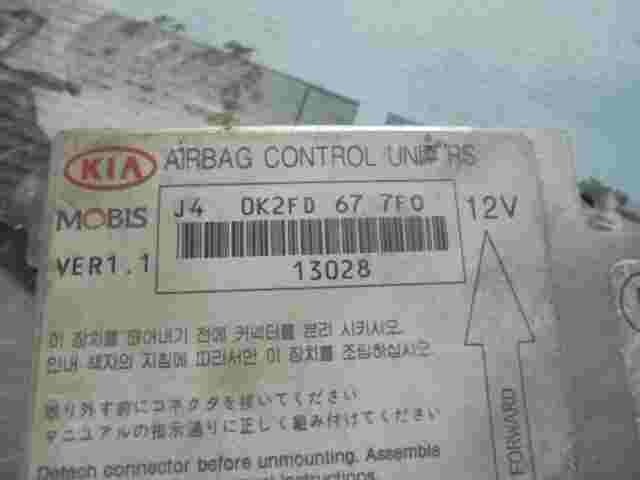 KIA AIRBAG CONTROL UNIT
MOBIS J4 0K2FD 67 7F0 12V
VER1.1 13028
이 장치를 떼어내기 전에 커넥터를 분리 시키시오.
안내 책자의 지침에 따라서만 이 장치를 조립하십시오.
取り外す前にコネクタを抜いてください
マニュアルの指示通りに正しく組み付けてください
Detach connector before unmounting. Assemble
instructions.
FORWARD